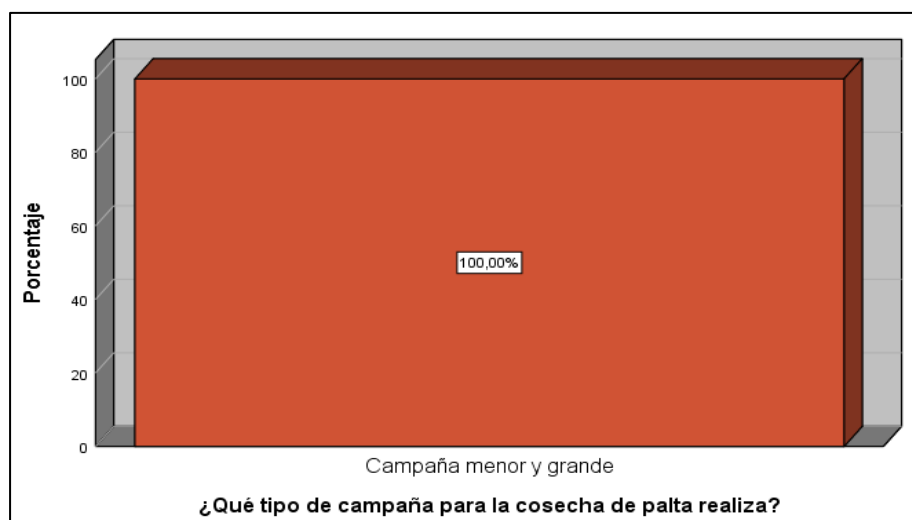 Porcentaje
100
80
60
40
20
0
100,00%
Campaña menor y grande
¿Qué tipo de campaña para la cosecha de palta realiza?